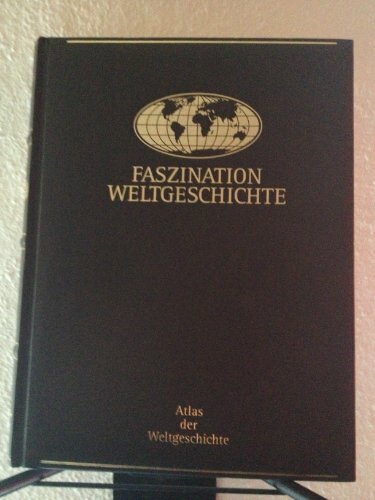 FASZINATION
WELTGESCHICHTE
Atlas
der
Weltgeschichte